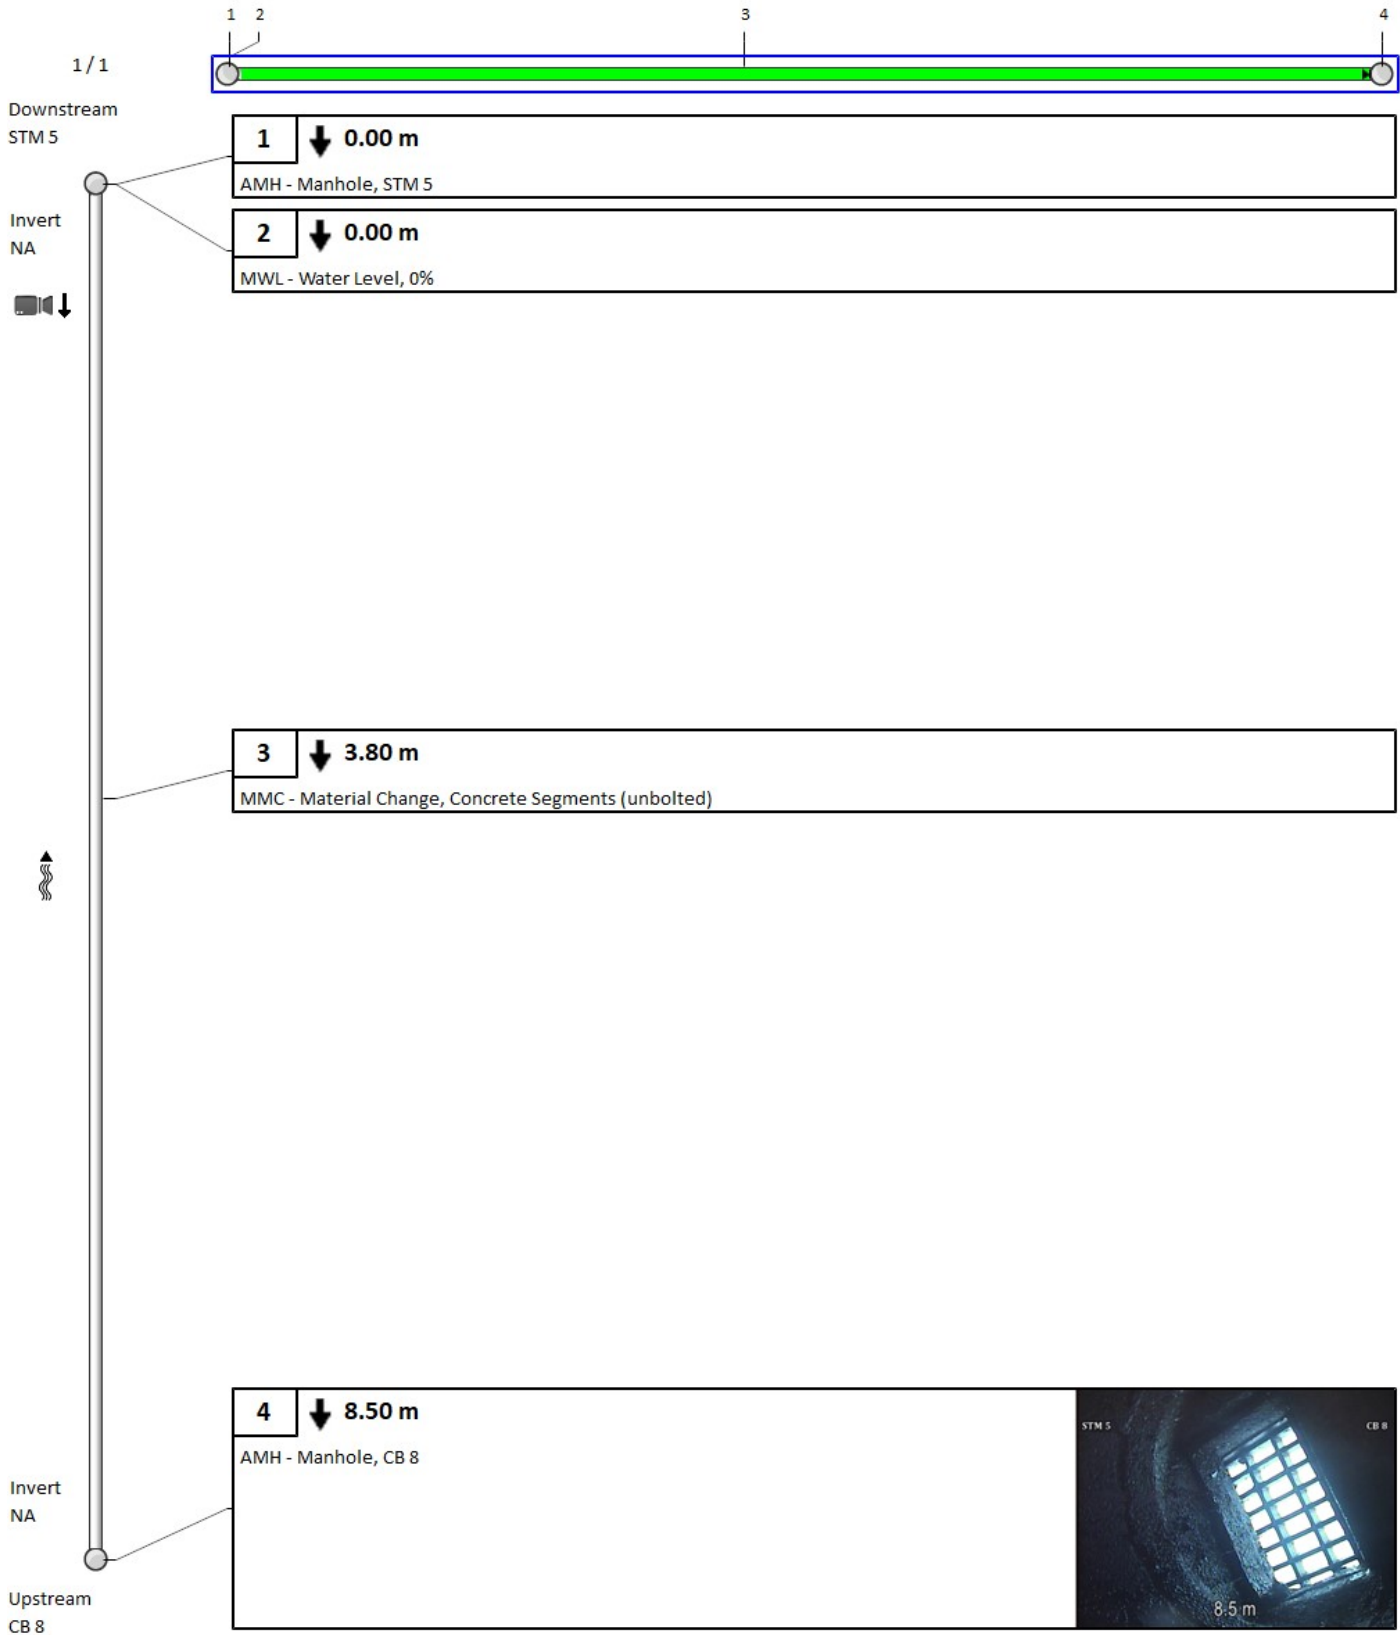 1 2 3 4
1 / 1
Downstream
STM 5
1 0.00 m
AMH - Manhole, STM 5
Invert
NA
2 0.00 m
MWL - Water Level, 0%
3 3.80 m
MMC - Material Change, Concrete Segments (unbolted)
4 8.50 m
AMH - Manhole, CB 8
STM 5 CB 8
8.5 m
Invert
NA
Upstream
CB 8